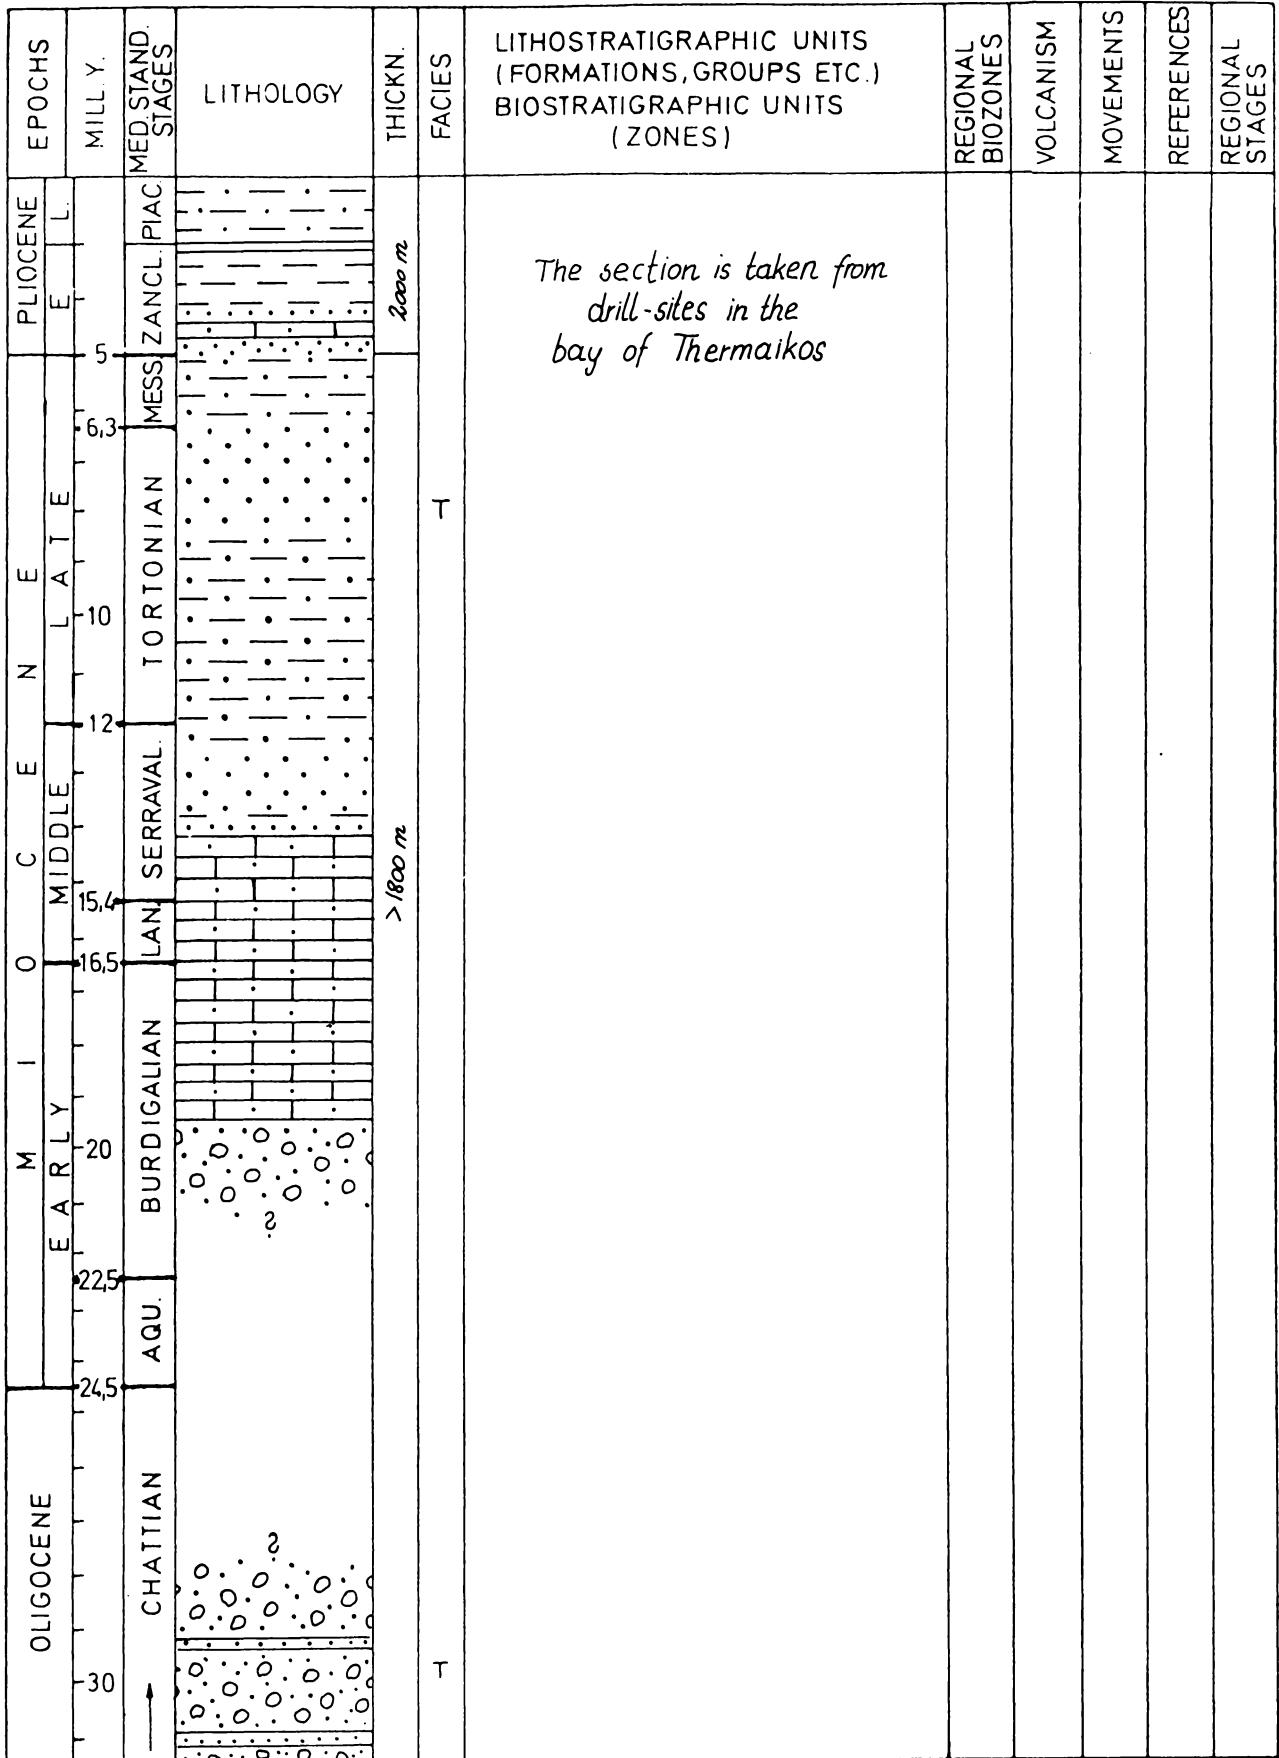 EPOCHS
MILL. Y.
MED. STAND.
STAGES
LITHOLOGY
THICKN.
FACIES
LITHOSTRATIGRAPHIC UNITS
(FORMATIONS, GROUPS ETC.)
BIOSTRATIGRAPHIC UNITS
(ZONES)
REGIONAL
BIOZONES
VOLCANISM
MOVEMENTS
REFERENCES
REGIONAL
STAGES
PLIOCENE
L.
E
PIAC.
ZANCL.
2000 m
The section is taken from
drill-sites in the
bay of Thermaikos
5
MIOCENE
LATE
MESS.
6,3
TORTONIAN
T
10
12
MIDDLE
SERRAVAL.
>1800 m
15,4
LAN.
16,5
EARLY
BURDIGALIAN
20
?
22,5
AQU.
24,5
OLIGOCENE
CHATTIAN
?
T
30